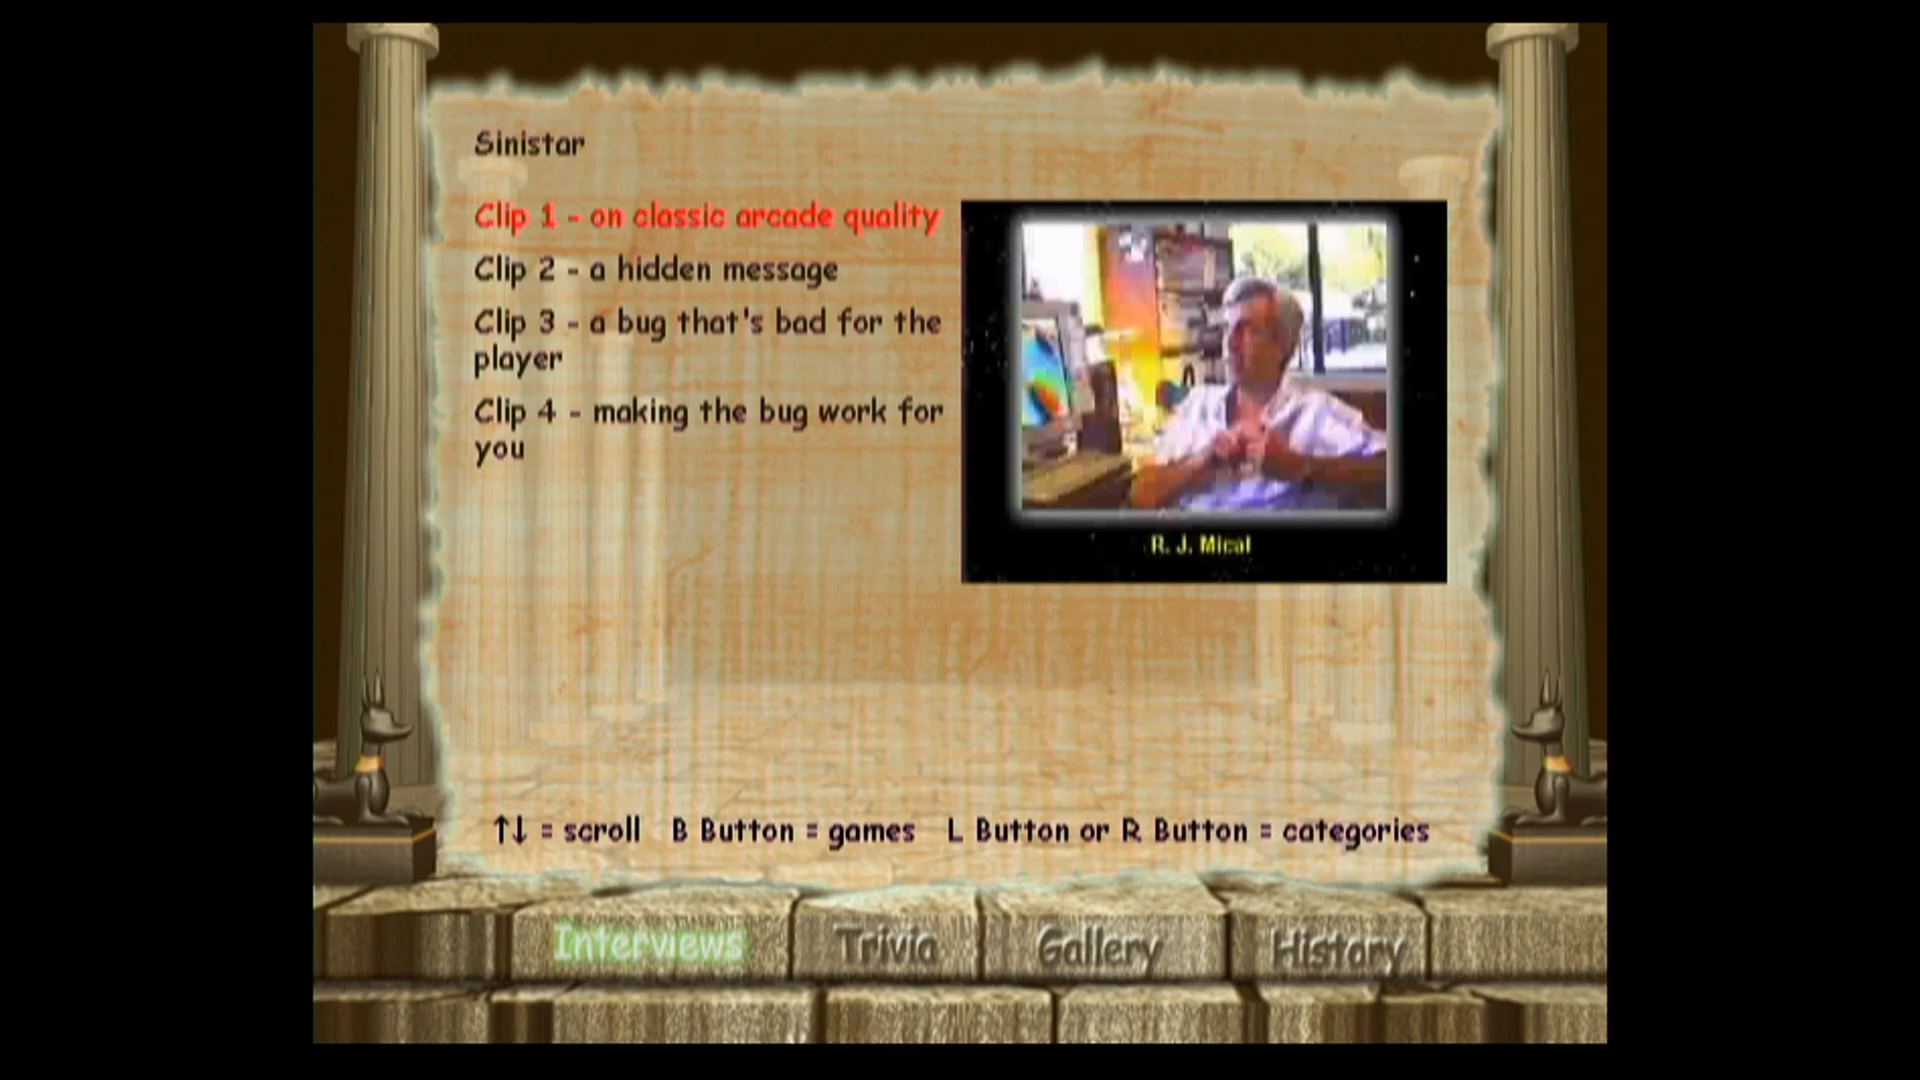 Sinistar
Clip 1 - on classic arcade quality
Clip 2 - a hidden message
Clip 3 - a bug that's bad for the
player
Clip 4 - making the bug work for
you
R. J. Mical
↑↓ = scroll B Button = games L Button or R Button = categories
Interviews Trivia Gallery History